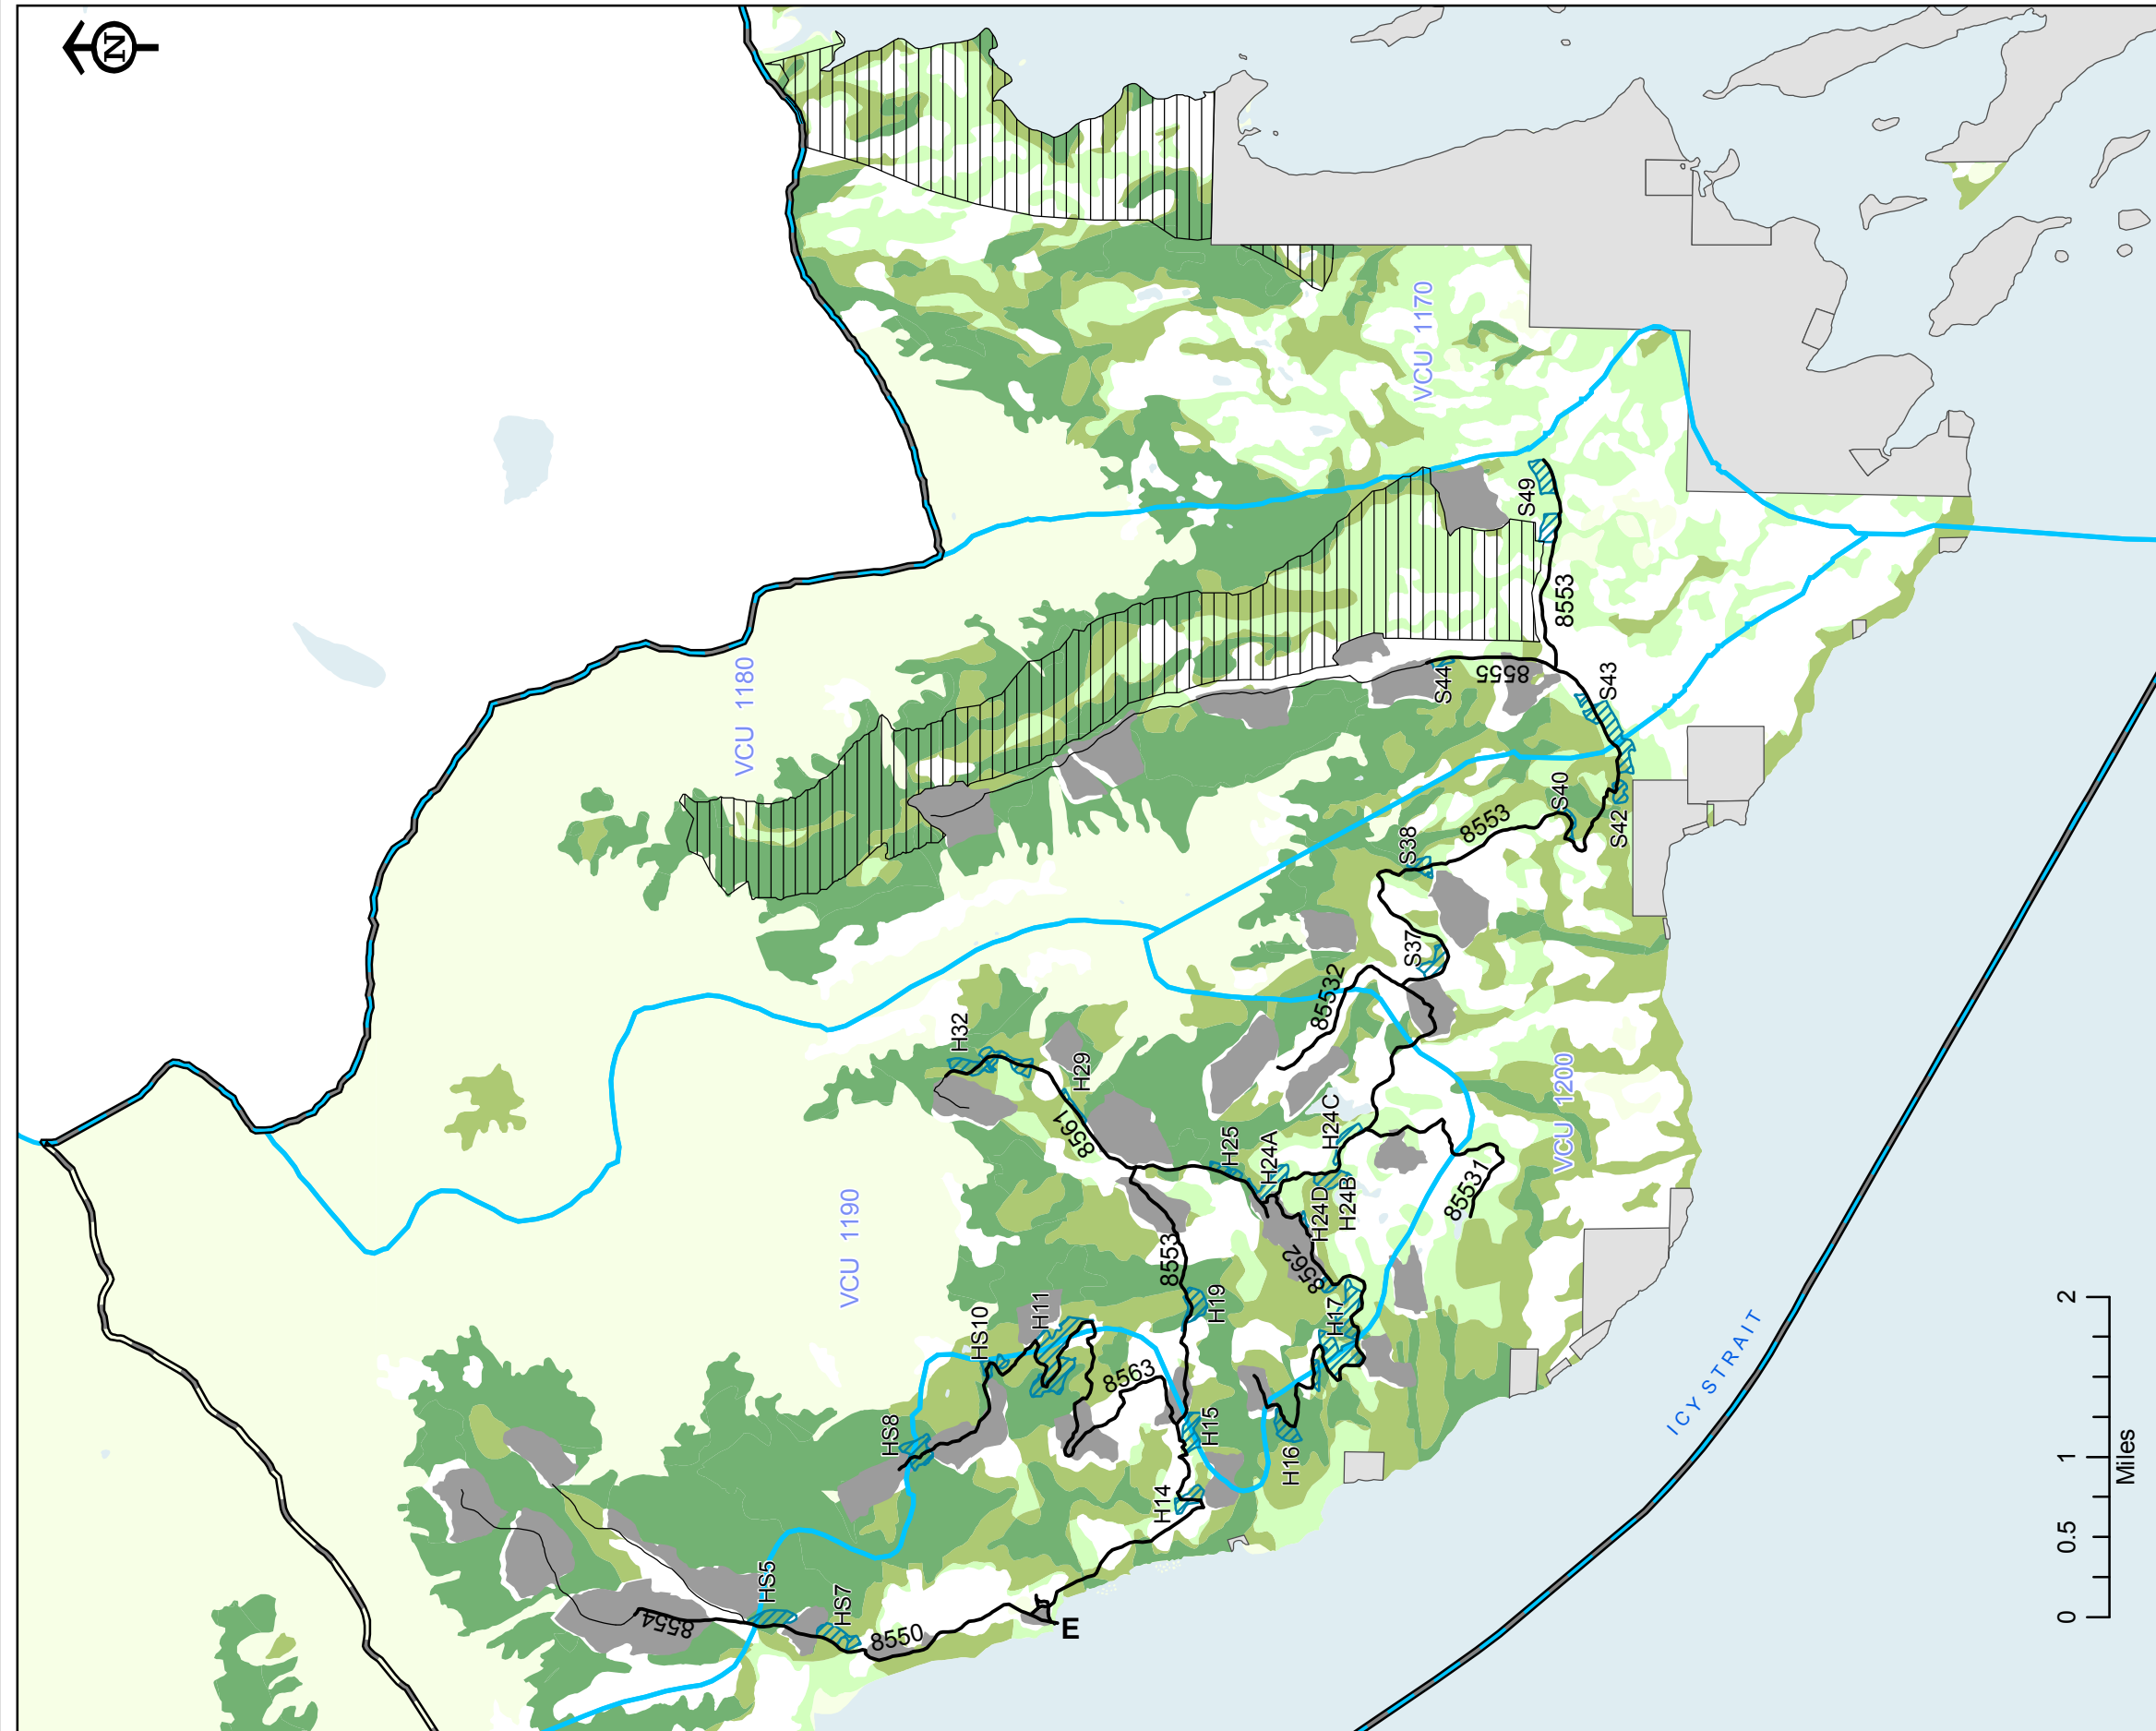 N
VCU 1170
VCU 1180
VCU 1190
VCU 1200
S49
8553
S44
8555
S43
S40
S42
S38
8553
S37
85532
H32
H29
8561
H25
H24A
H24C
H24D
H24B
85531
8562
8553
H19
H17
H11
HS10
8563
HS8
H15
H16
H14
HS5
HS7
8554
8550
E
ICY STRAIT
0 0.5 1 2
Miles